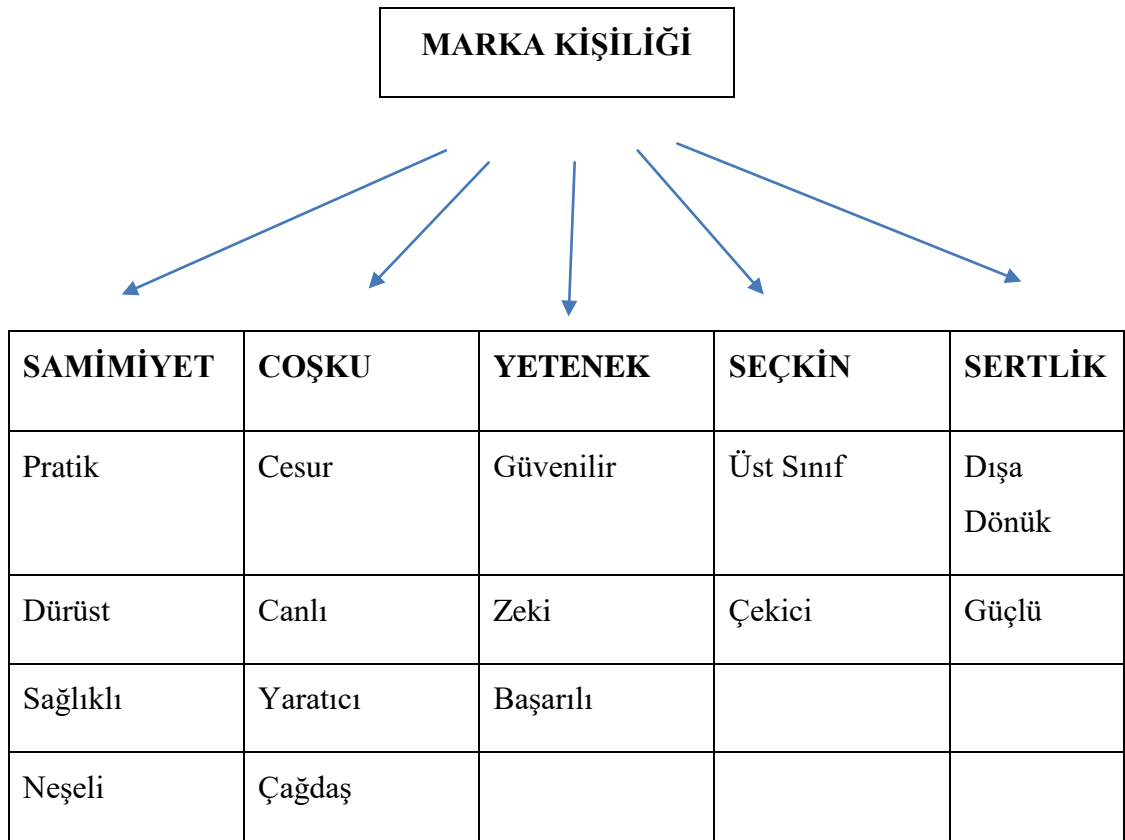 MARKA KİŞİLİĞİ
SAMİMİYET COŞKU YETENEK SEÇKİN SERTLİK
Pratik Cesur Güvenilir Üst Sınıf Dışa
Dönük
Dürüst Canlı Zeki Çekici Güçlü
Sağlıklı Yaratıcı Başarılı
Neşeli Çağdaş